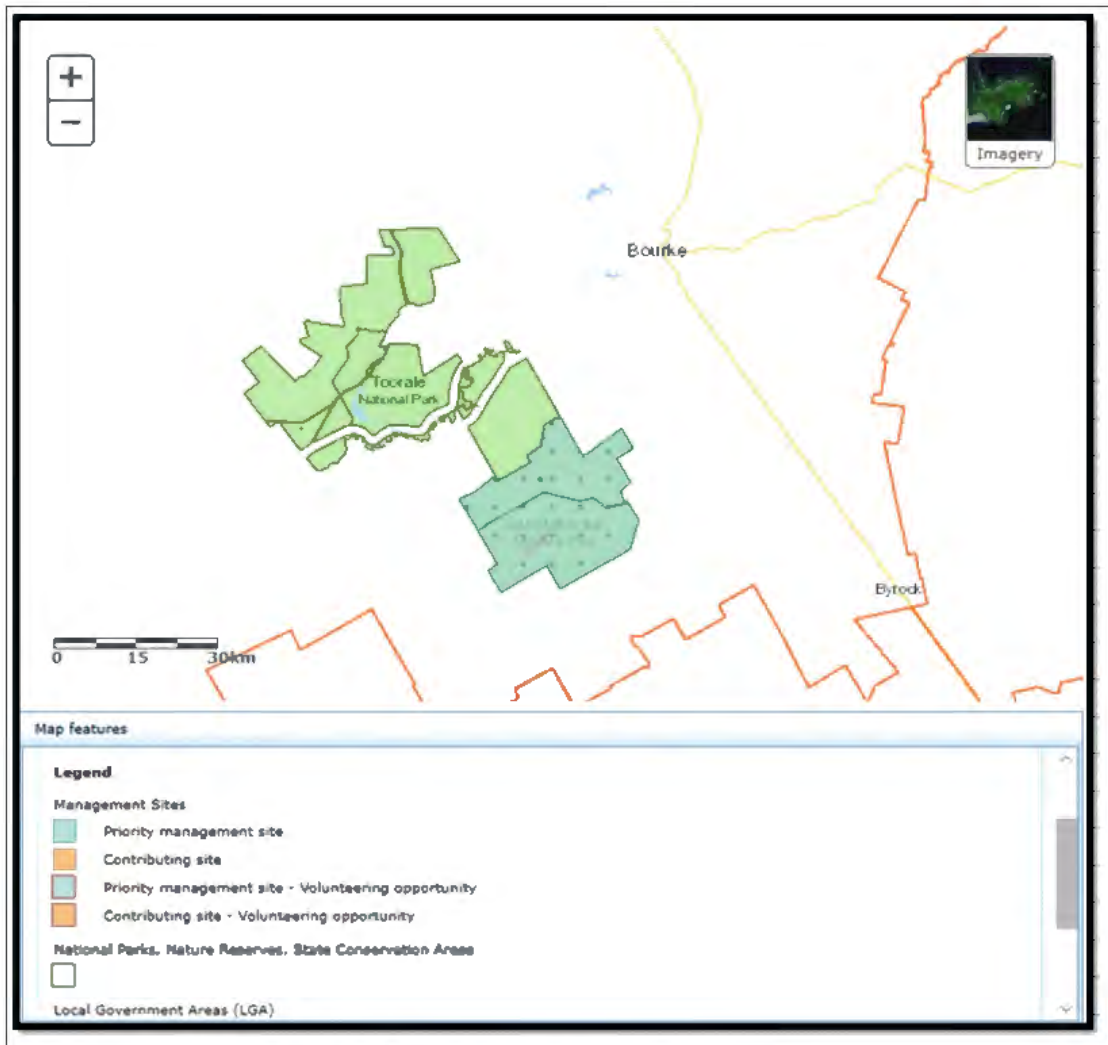 +
−
Imagery
Bourke
Toorale
National Park
Byrock
0 15 30km
Map features
Legend
Management Sites
Priority management site
Contributing site
Priority management site - Volunteering opportunity
Contributing site - Volunteering opportunity
National Parks, Nature Reserves, State Conservation Areas
Local Government Areas (LGA)